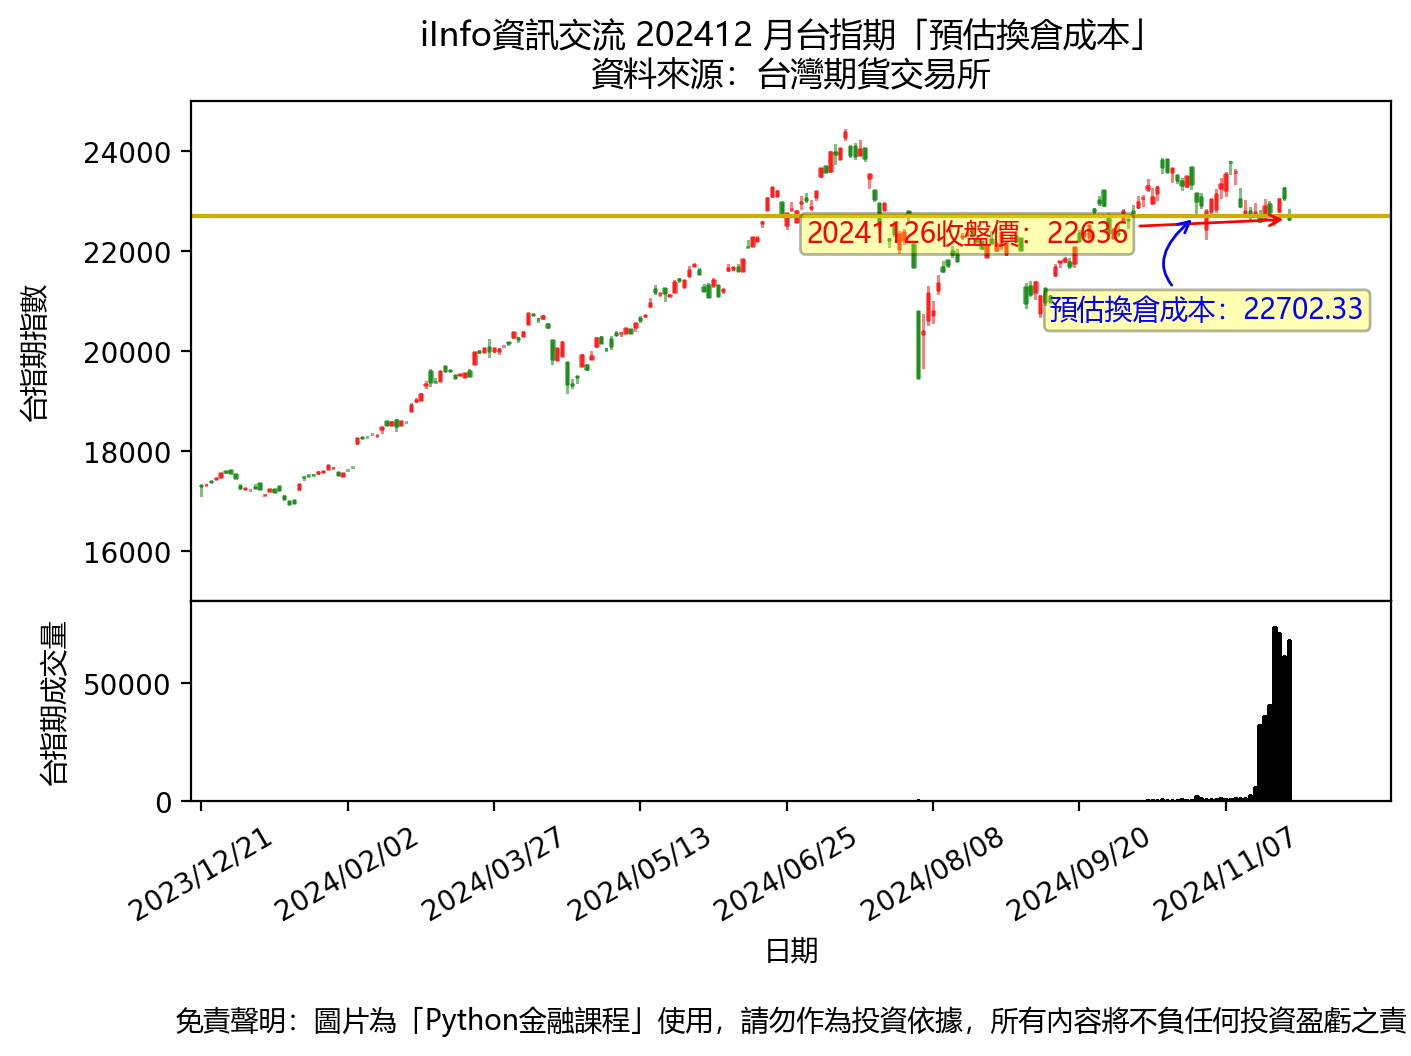 iInfo資訊交流 202412 月台指期「預估換倉成本」
資料來源：台灣期貨交易所
台指期指數
24000
22000
20000
18000
16000
20241126收盤價：22636
預估換倉成本：22702.33
台指期成交量
50000
0
2023/12/21
2024/02/02
2024/03/27
2024/05/13
2024/06/25
2024/08/08
2024/09/20
2024/11/07
日期
免責聲明：圖片為「Python金融課程」使用，請勿作為投資依據，所有內容將不負任何投資盈虧之責